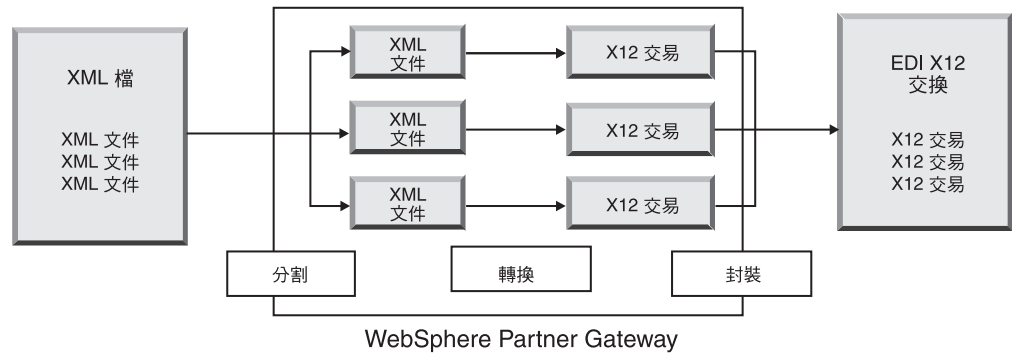 XML 檔
XML 文件
XML 文件
XML 文件
XML
文件
X12 交易
XML
文件
X12 交易
XML
文件
X12 交易
分割
轉換
封裝
EDI X12
交換
X12 交易
X12 交易
X12 交易
WebSphere Partner Gateway